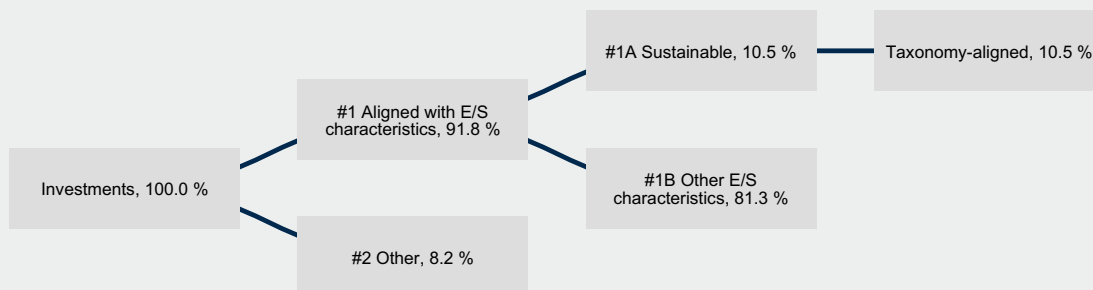 #1A Sustainable, 10.5 %
Taxonomy-aligned, 10.5 %
#1 Aligned with E/S
characteristics, 91.8 %
Investments, 100.0 %
#1B Other E/S
characteristics, 81.3 %
#2 Other, 8.2 %